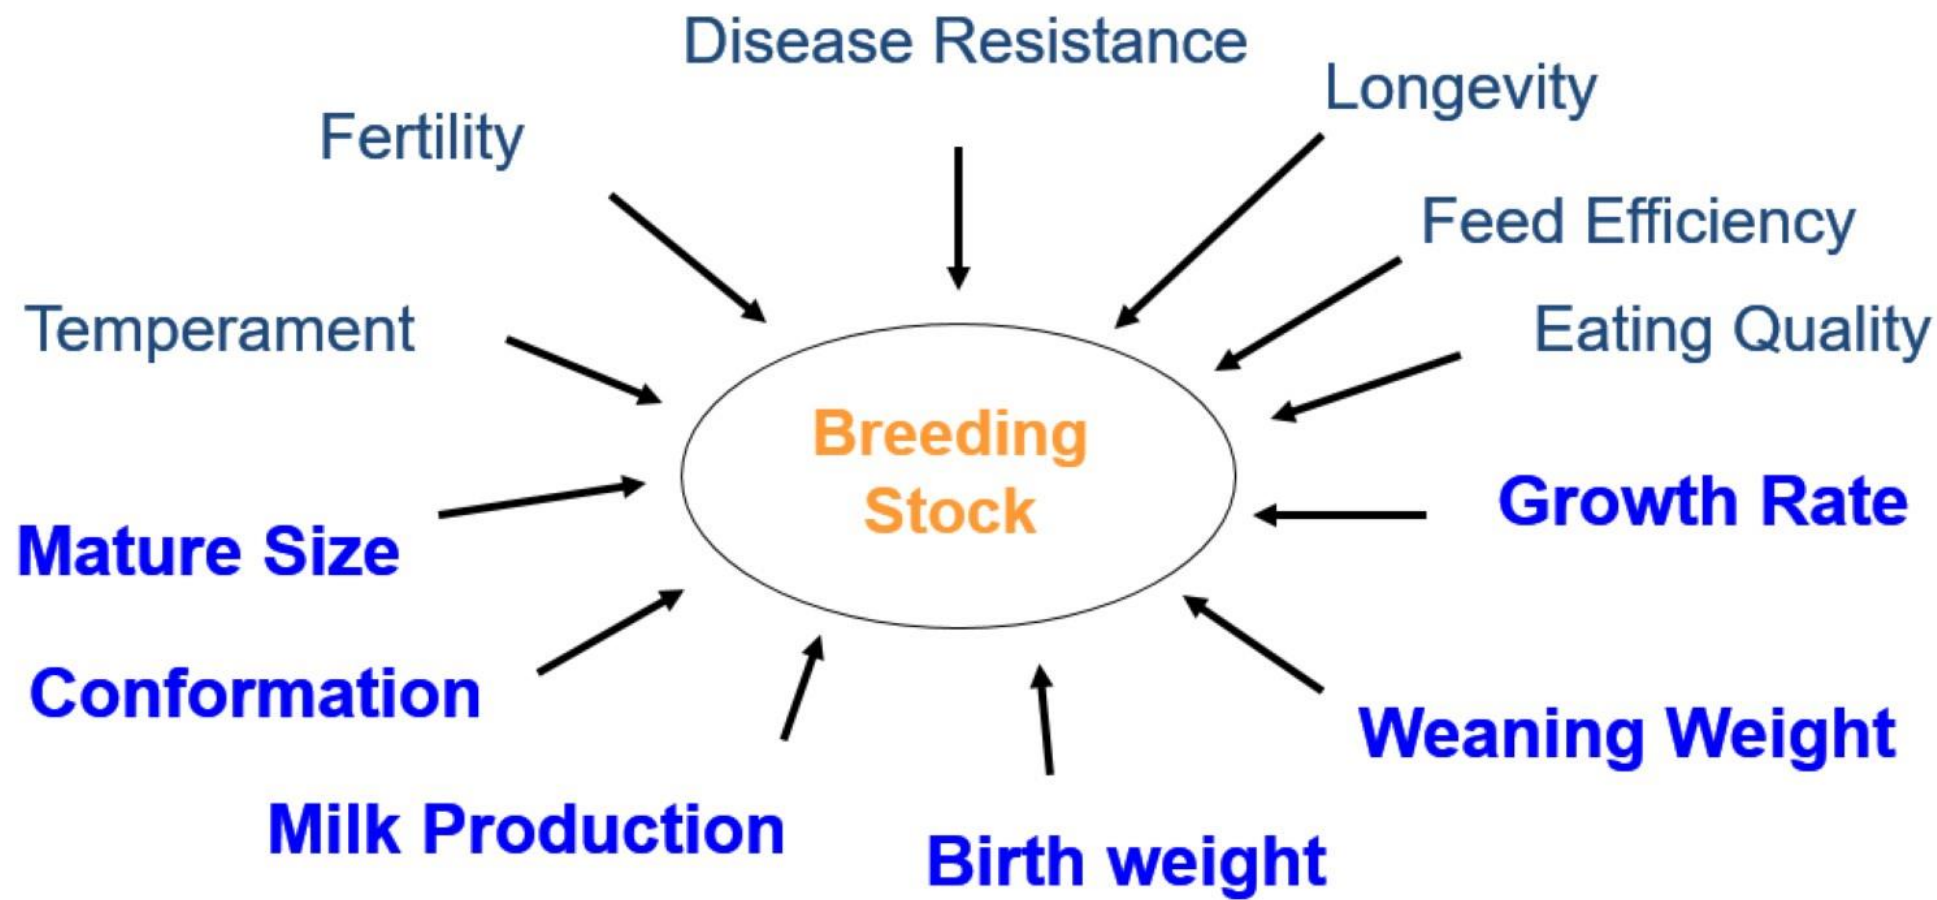 Disease Resistance
Longevity
Fertility
Feed Efficiency
Temperament
Eating Quality
Breeding
Stock
Growth Rate
Mature Size
Conformation
Weaning Weight
Milk Production
Birth weight